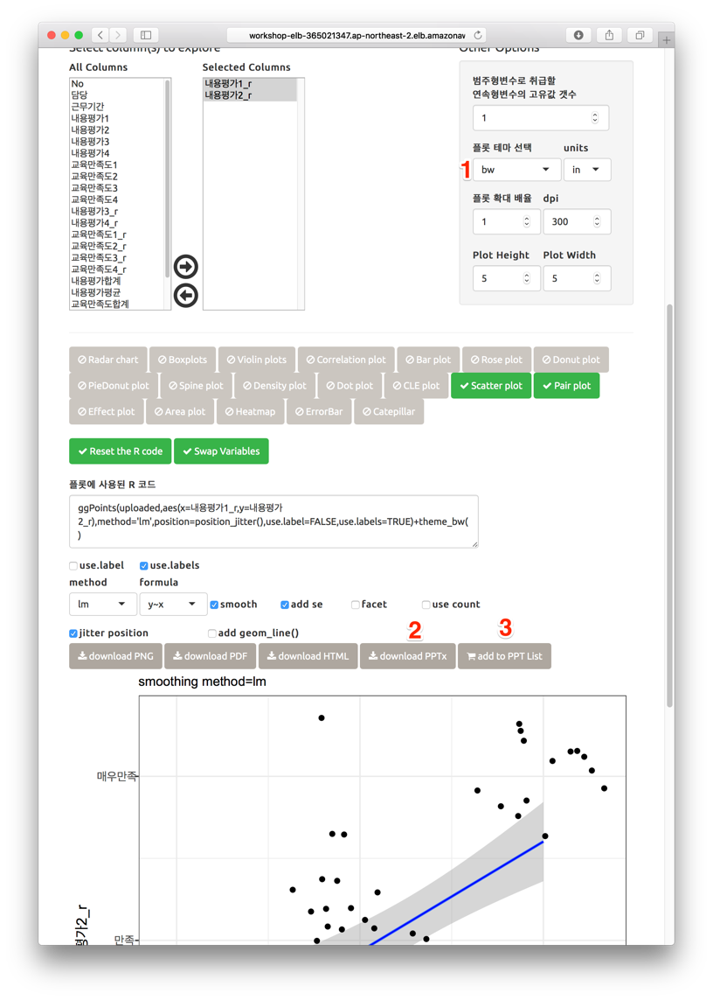 workshop-elb-365021347.ap-northeast-2.elb.amazonaw
Select column(s) to explore
Other Options
All Columns
Selected Columns
No
담당
근무기간
내용평가1
내용평가2
내용평가3
내용평가4
교육만족도1
교육만족도2
교육만족도3
교육만족도4
내용평가3_r
내용평가4_r
교육만족도1_r
교육만족도2_r
교육만족도3_r
교육만족도4_r
내용평가합계
내용평가평균
교육만족도합계
내용평가1_r
내용평가2_r
범주형변수로 취급할
연속형변수의 고유값 갯수
1
플롯 테마 선택 units
1 bw in
플롯 확대 배율 dpi
1 300
Plot Height Plot Width
5 5
Radar chart Boxplots Violin plots Correlation plot Bar plot Rose plot Donut plot
PieDonut plot Spine plot Density plot Dot plot CLE plot Scatter plot Pair plot
Effect plot Area plot Heatmap ErrorBar Catepillar
Reset the R code Swap Variables
플롯에 사용된 R 코드
ggPoints(uploaded,aes(x=내용평가1_r,y=내용평가
2_r),method='lm',position=position_jitter(),use.label=FALSE,use.labels=TRUE)+theme_bw(
)
use.label use.labels
method formula
lm y~x smooth add se facet use count
jitter position add geom_line()
2 3
download PNG download PDF download HTML download PPTx add to PPT List
smoothing method=lm
매우만족
만족
평가2_r